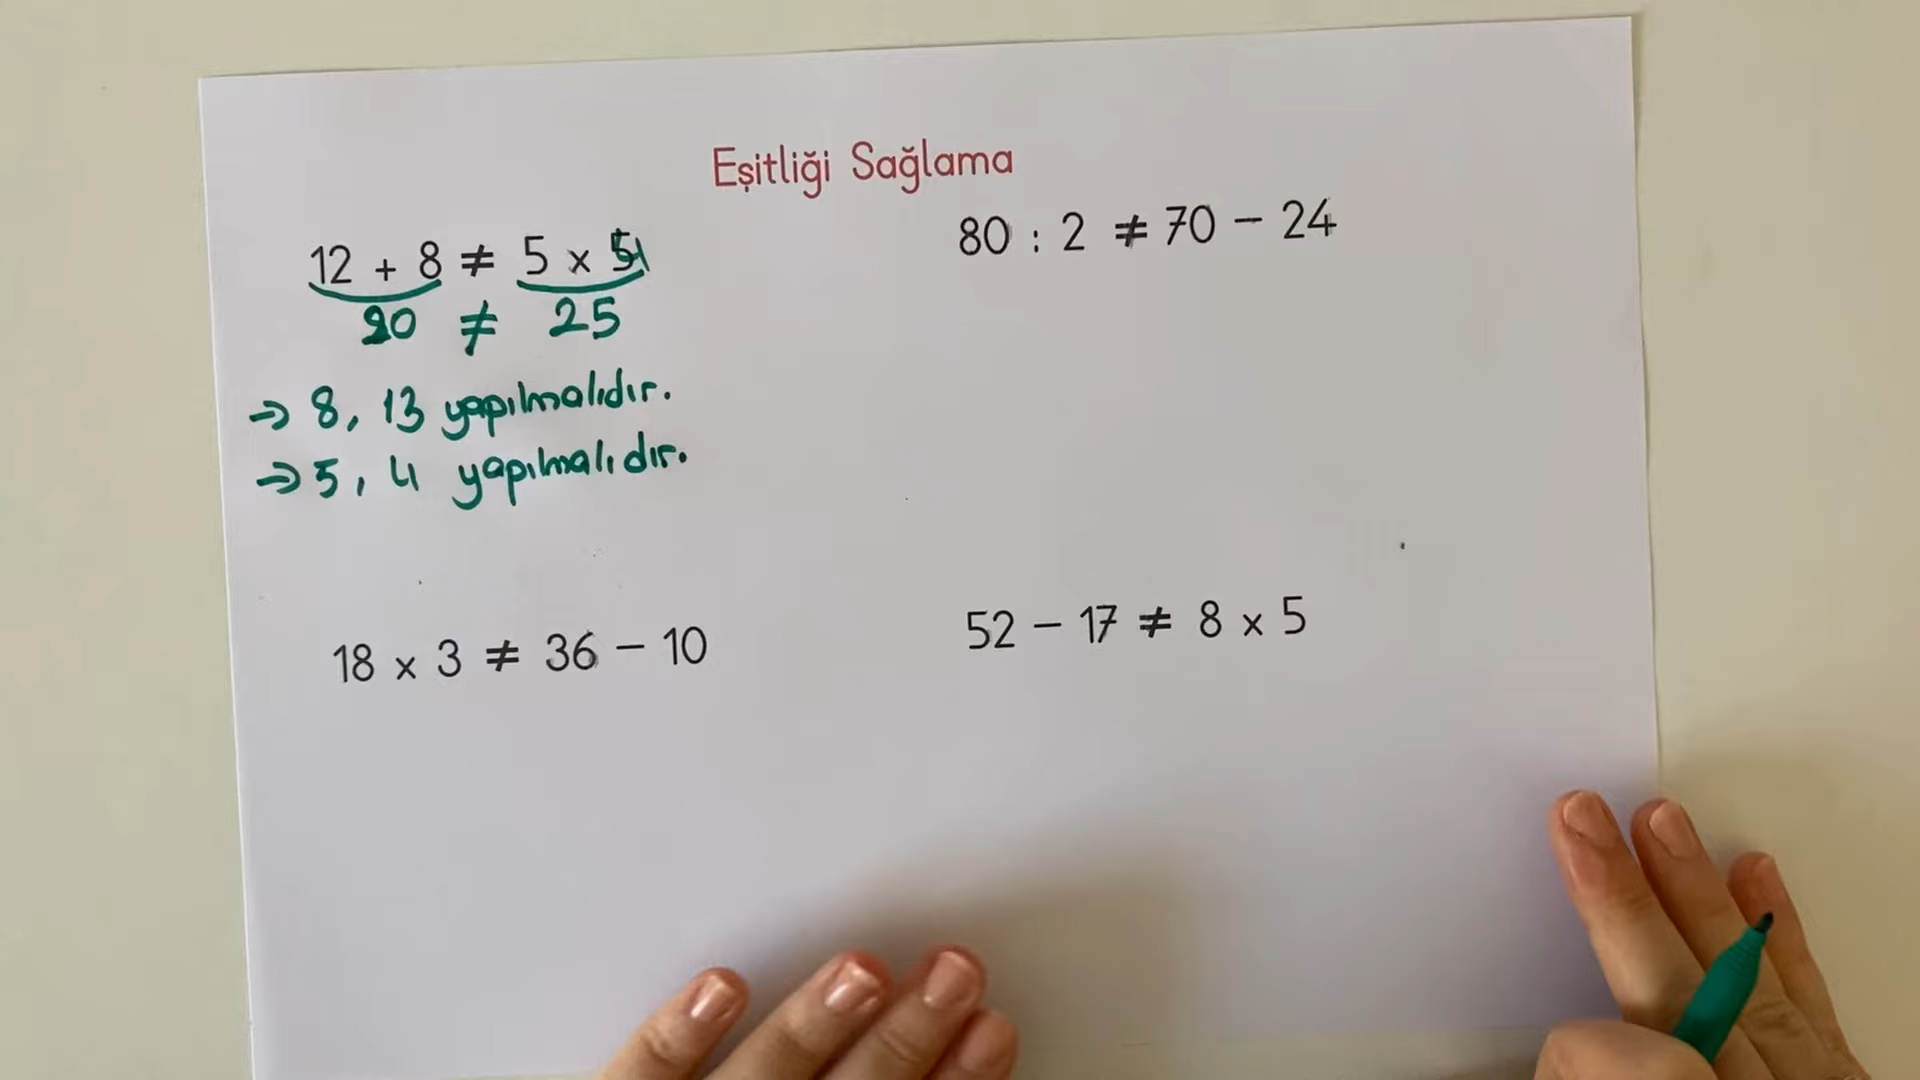 Eşitliği Sağlama
12 + 8 ≠ 5 x 5
20 ≠ 25
→ 8, 13 yapılmalıdır.
→ 5, 4 yapılmalıdır.
80 : 2 ≠ 70 – 24
18 x 3 ≠ 36 – 10
52 – 17 ≠ 8 x 5